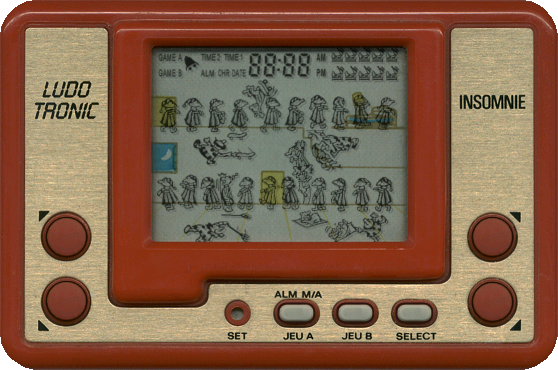 LUDO
TRONIC
INSOMNIE
GAME A TIME 2 TIME 1 88:88 AM
GAME B ALM CHR DATE PM
ALM M/A
SET JEU A JEU B SELECT